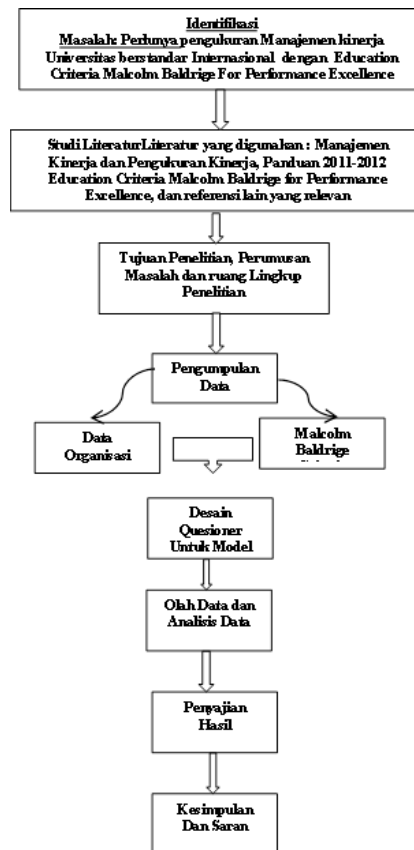 Identifikasi
Masalah: Perlunya pengukuran Manajemen kinerja
Universitas berstandar Internasional dengan Education
Criteria Malcolm Baldrige For Performance Excellence
Studi LiteraturLiteratur yang digunakan : Manajemen
Kinerja dan Pengukuran Kinerja, Panduan 2011-2012
Education Criteria Malcolm Baldrige for Performance
Excellence, dan referensi lain yang relevan
Tujuan Penelitian, Perumusan
Masalah dan ruang Lingkup
Penelitian
Pengumpulan
Data
Data
Organisasi
Malcolm
Baldrige
Desain
Quesioner
Untuk Model
Olah Data dan
Analisis Data
Penyajian
Hasil
Kesimpulan
Dan Saran